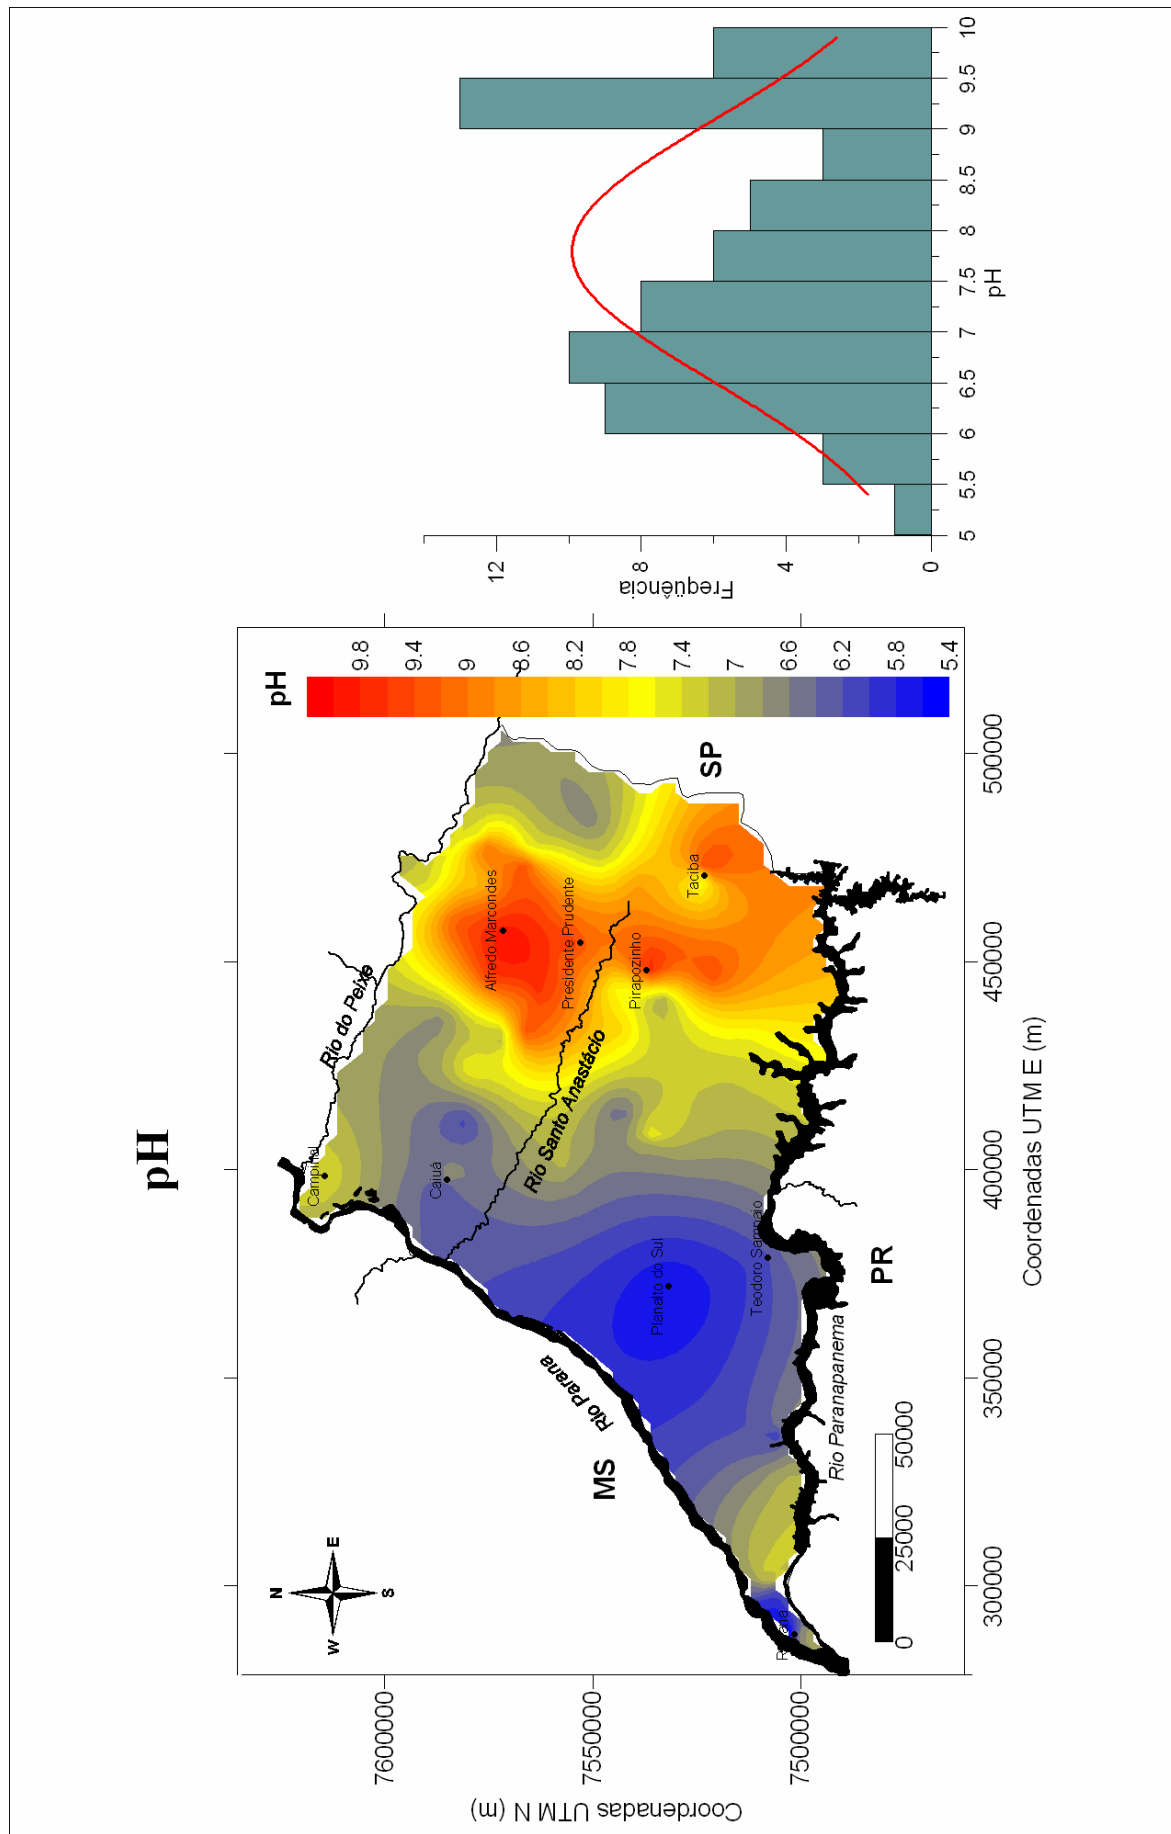 pH
N
W
E
S
MS
SP
PR
Rio do Peixe
Rio Paraná
Rio Santo Anastácio
Rio Paranapanema
Campinal
Caiuá
Alfredo Marcondes
Presidente Prudente
Pirapozinho
Taciba
Planalto do Sul
Teodoro Sampaio
0
25000
50000
7600000
7550000
7500000
Coordenadas UTM N (m)
300000
350000
400000
450000
500000
Coordenadas UTM E (m)
pH
9.8
9.4
9
8.6
8.2
7.8
7.4
7
6.6
6.2
5.8
5.4
12
8
4
0
Freqüência
5
5.5
6
6.5
7
7.5
8
8.5
9
9.5
10
pH